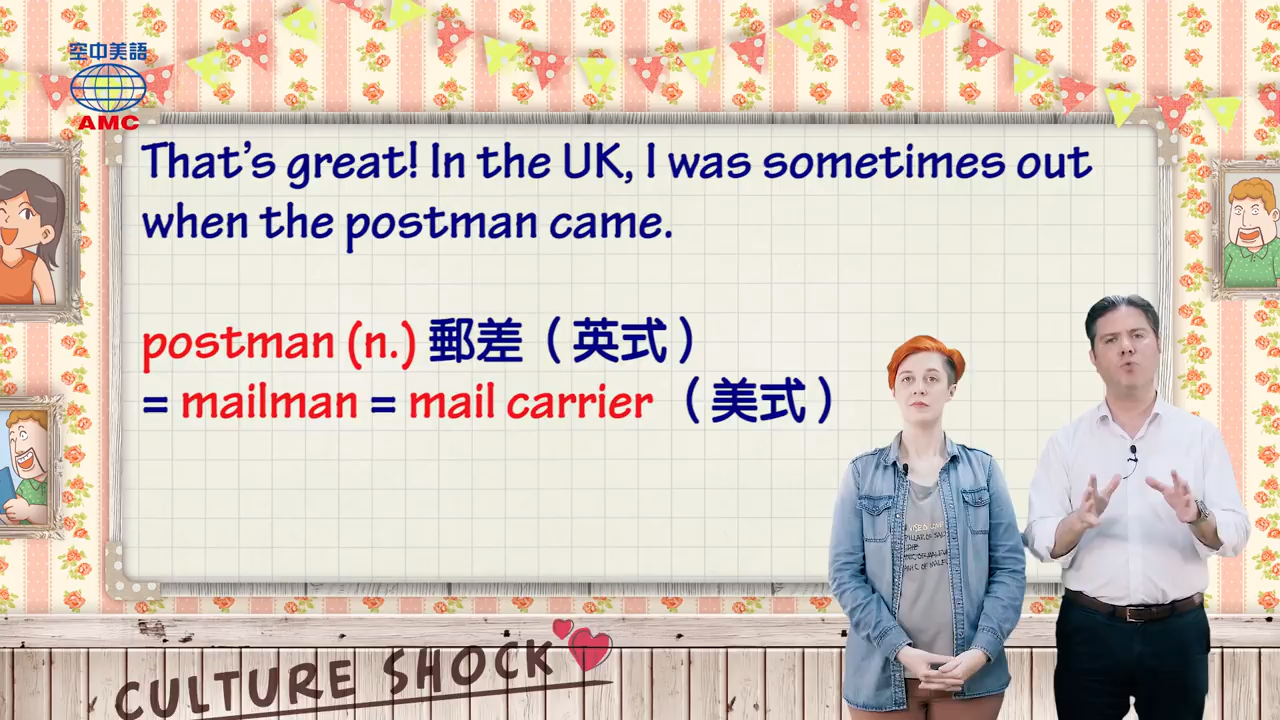 空中美語
AMC
That's great! In the UK, I was sometimes out
when the postman came.
postman (n.) 郵差（英式）
= mailman = mail carrier （美式）
CULTURE SHOCK